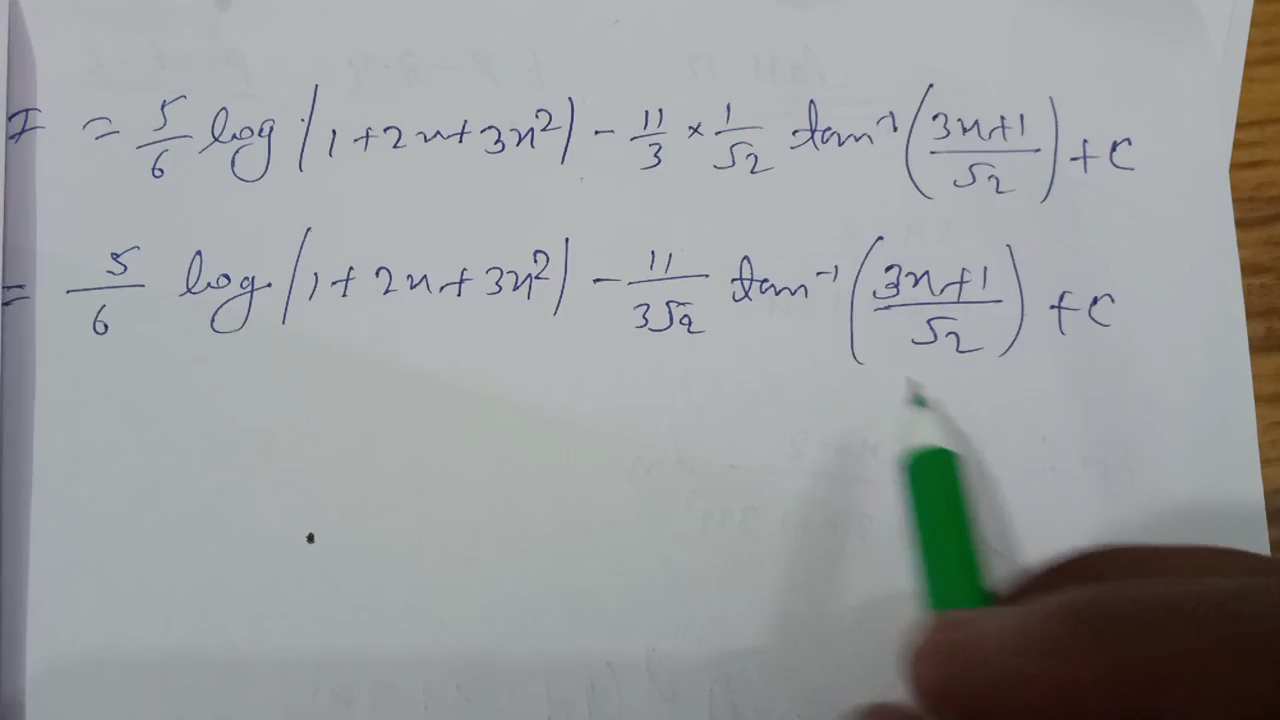 I = 5/6 log |1+2x+3x²| - 11/3 × 1/√2 tan⁻¹ (3x+1/√2) + C
= 5/6 log |1+2x+3x²| - 11/3√2 tan⁻¹ (3x+1/√2) + C